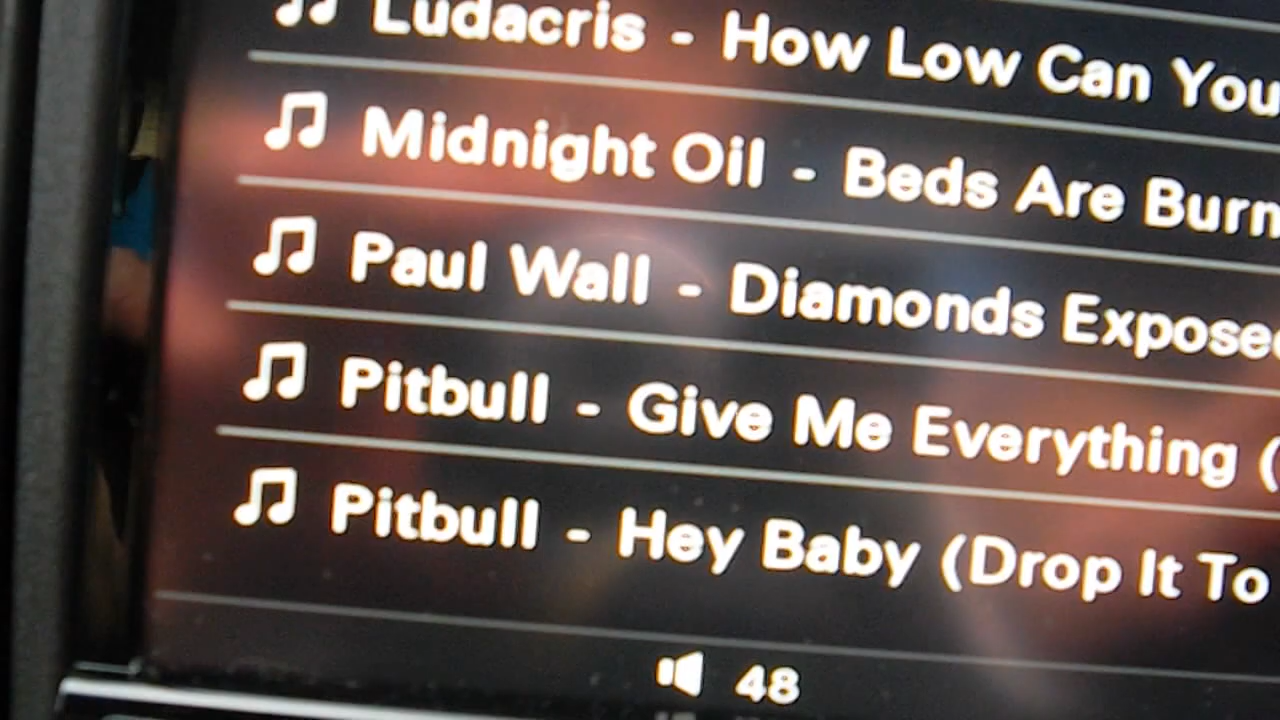 Ludacris - How Low Can You
Midnight Oil - Beds Are Burn
Paul Wall - Diamonds Expose
Pitbull - Give Me Everything (
Pitbull - Hey Baby (Drop It To
48